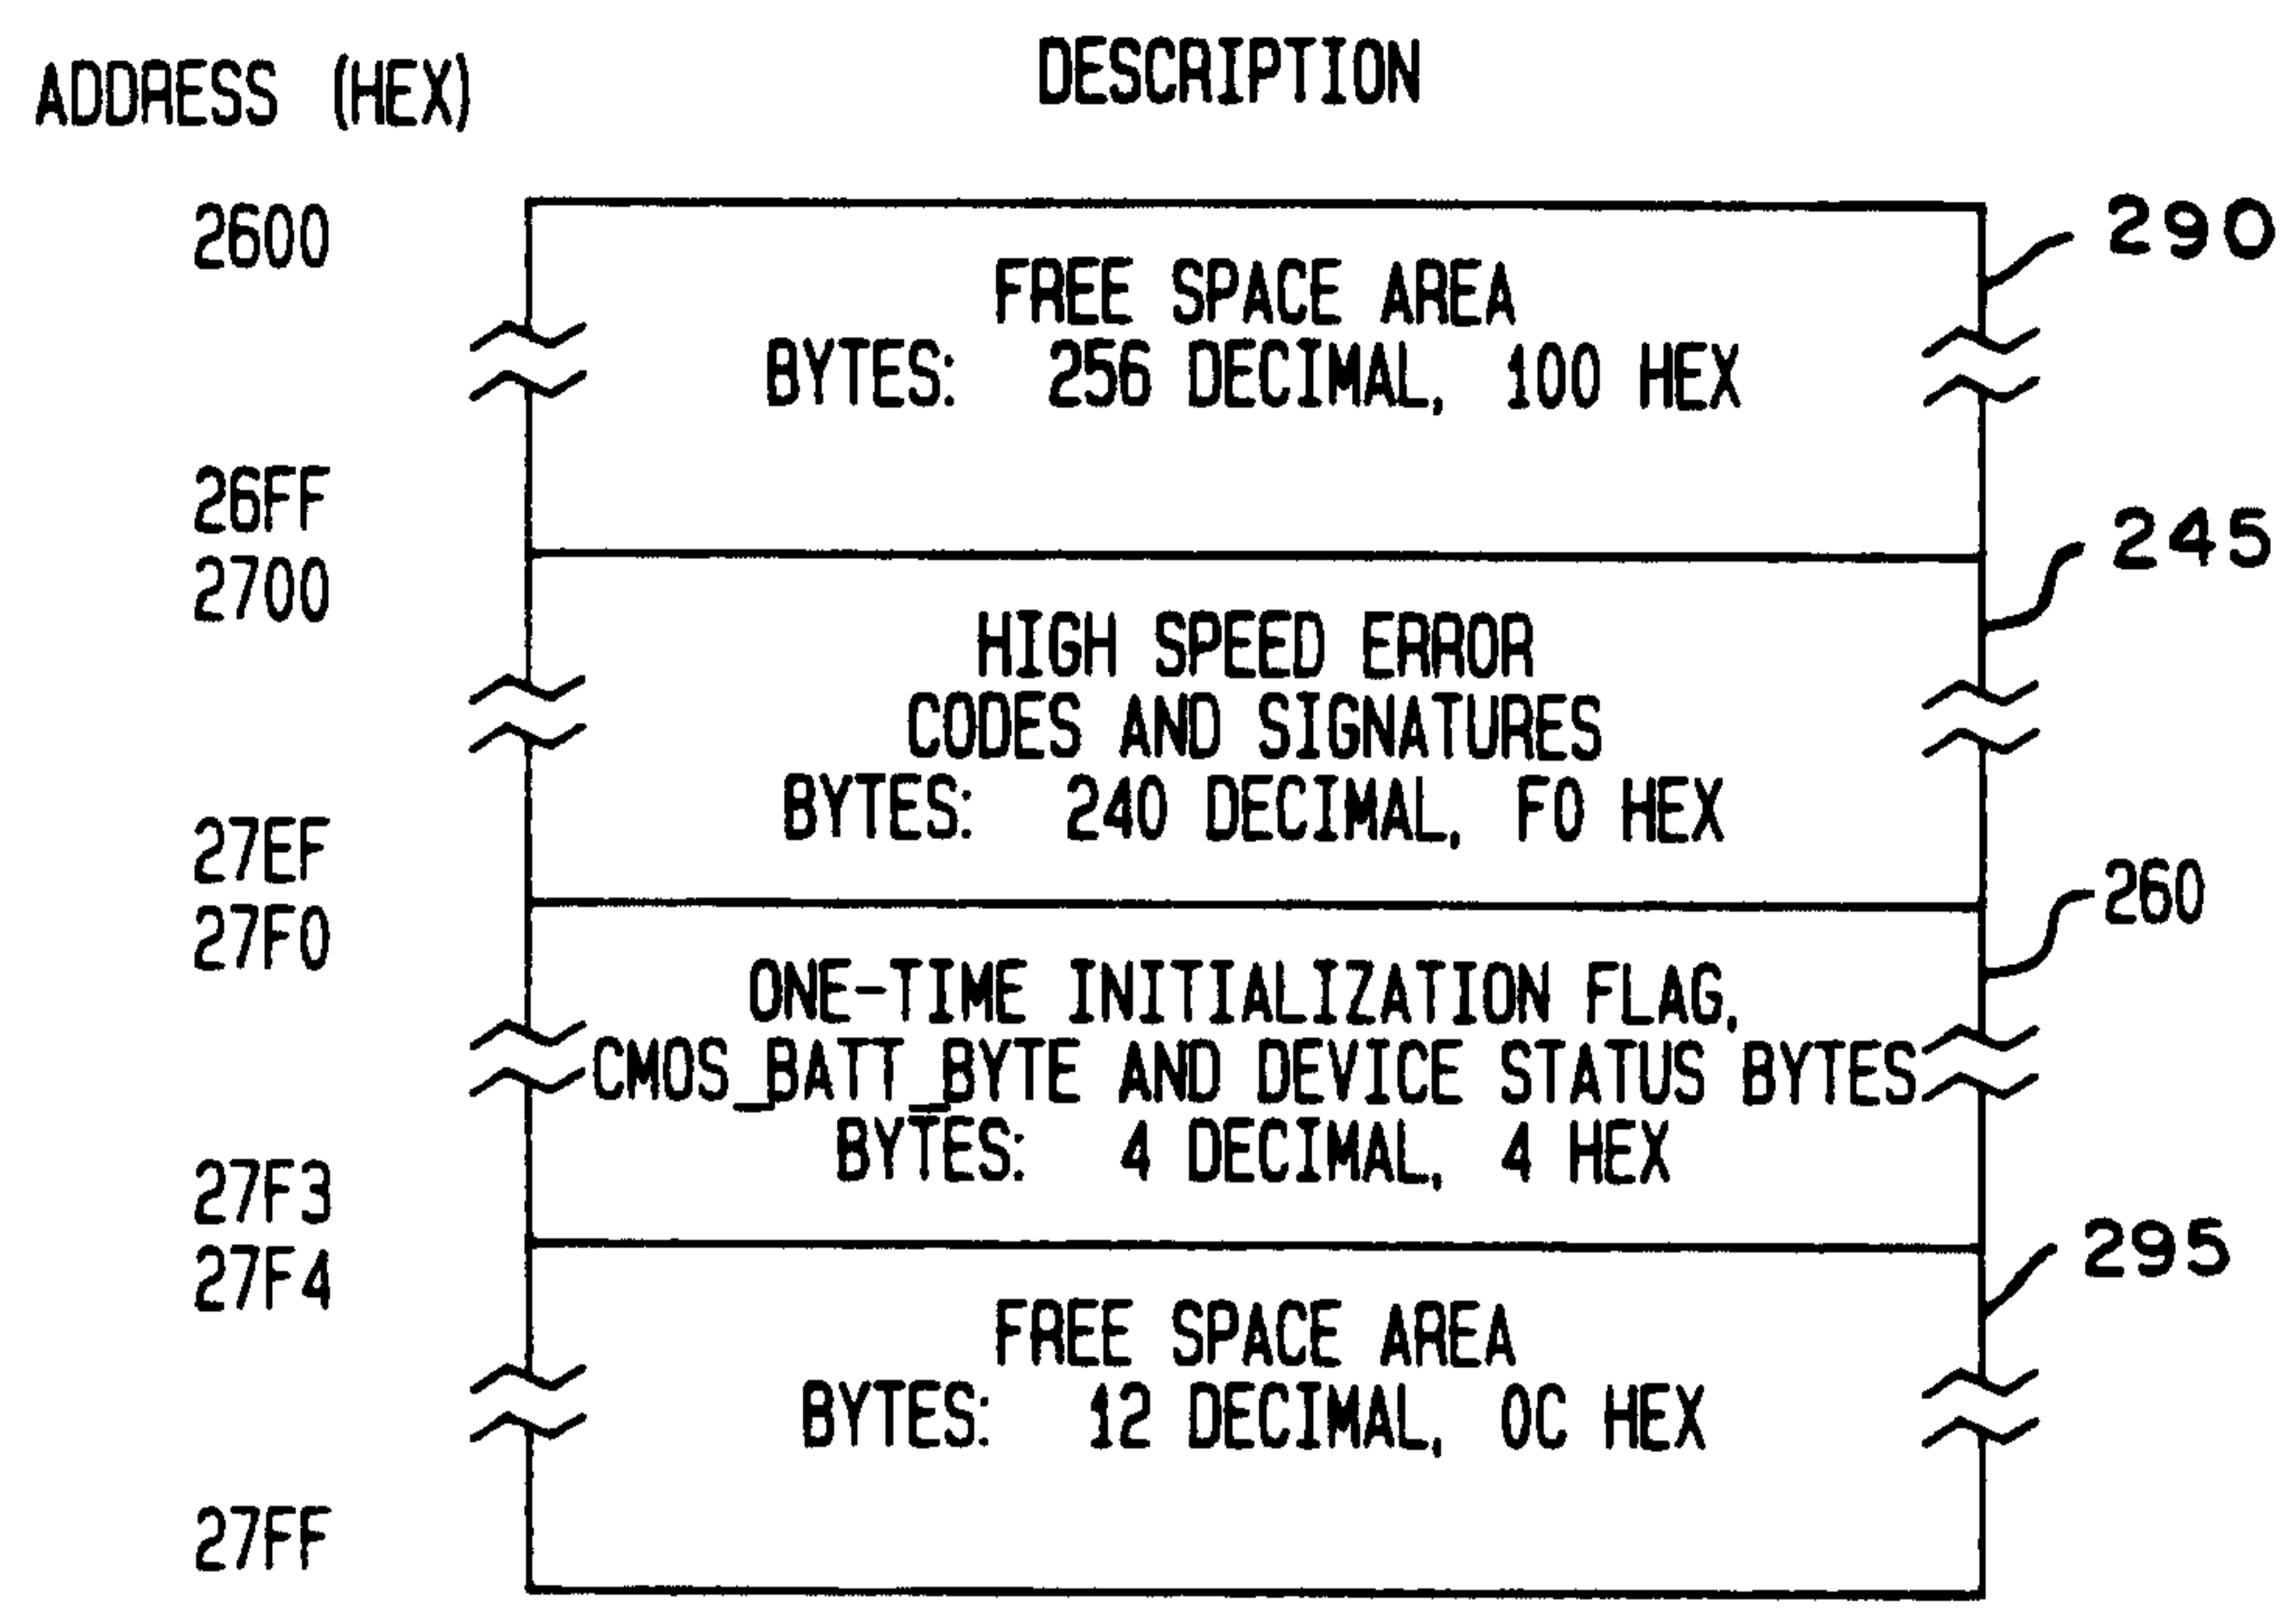 ADDRESS (HEX) DESCRIPTION
2600
290
FREE SPACE AREA
BYTES: 256 DECIMAL, 100 HEX
26FF
245
2700
HIGH SPEED ERROR
CODES AND SIGNATURES
BYTES: 240 DECIMAL, F0 HEX
27EF
260
27F0
ONE-TIME INITIALIZATION FLAG,
CMOS_BATT_BYTE AND DEVICE STATUS BYTES
BYTES: 4 DECIMAL, 4 HEX
27F3
295
27F4
FREE SPACE AREA
BYTES: 12 DECIMAL, 0C HEX
27FF